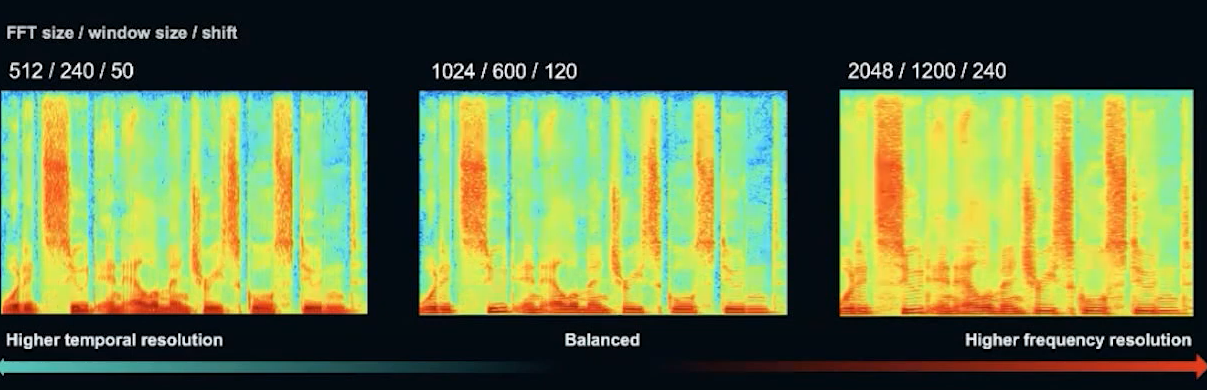 FFT size / window size / shift
512 / 240 / 50
1024 / 600 / 120
2048 / 1200 / 240
Higher temporal resolution
Balanced
Higher frequency resolution